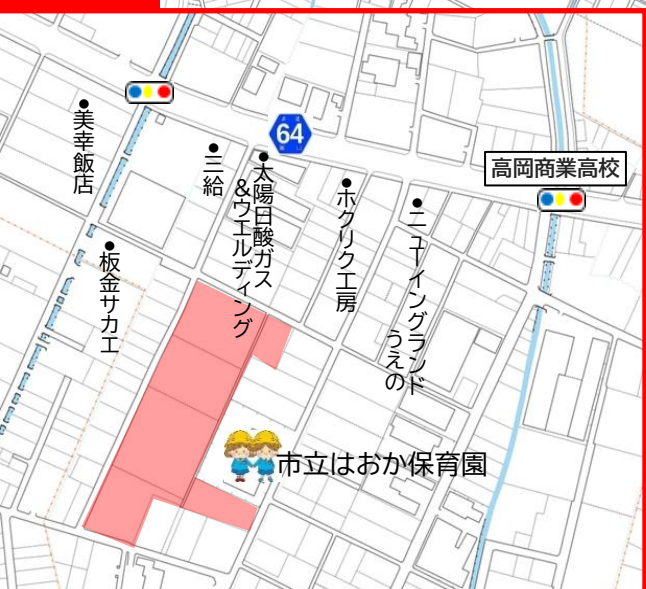 美幸飯店
三給
太陽日酸ガス
&ウエルディング
64
ホクリク工房
ニューイングランド
うえの
高岡商業高校
板金サカエ
市立はおか保育園